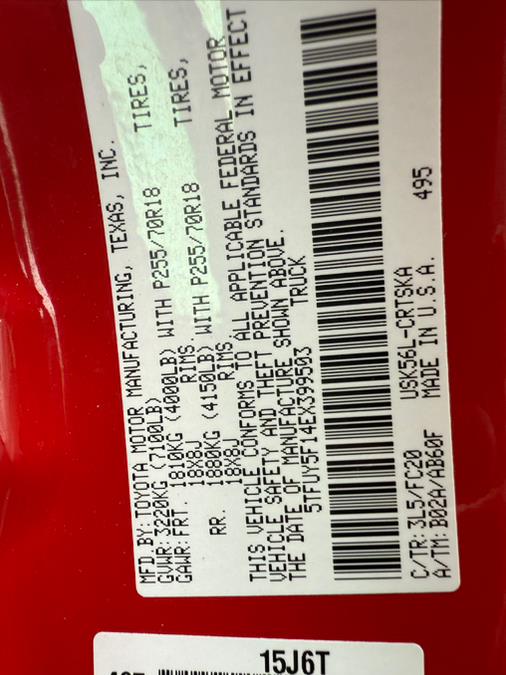 MFD.BY:TOYOTA MOTOR MANUFACTURING, TEXAS, INC.
GVWR:3220KG(7100LB)
GAWR:FRT. 1810KG (4000LB) WITH P255/70R18 TIRES,
18X8J RIMS.
RR. 1880KG (4150LB) WITH P255/70R18 TIRES,
18X8J RIMS
THIS VEHICLE CONFORMS TO ALL APPLICABLE FEDERAL MOTOR
VEHICLE SAFETY AND THEFT PREVENTION STANDARDS IN EFFECT
THE DATE OF MANUFACTURE SHOWN ABOVE.
5TFUY5F14EX399503 TRUCK
C/TR:3L5/FC20 USK56L-CRTSKA 495
A/TM:B02A/AB60F MADE IN U.S.A.
15J6T